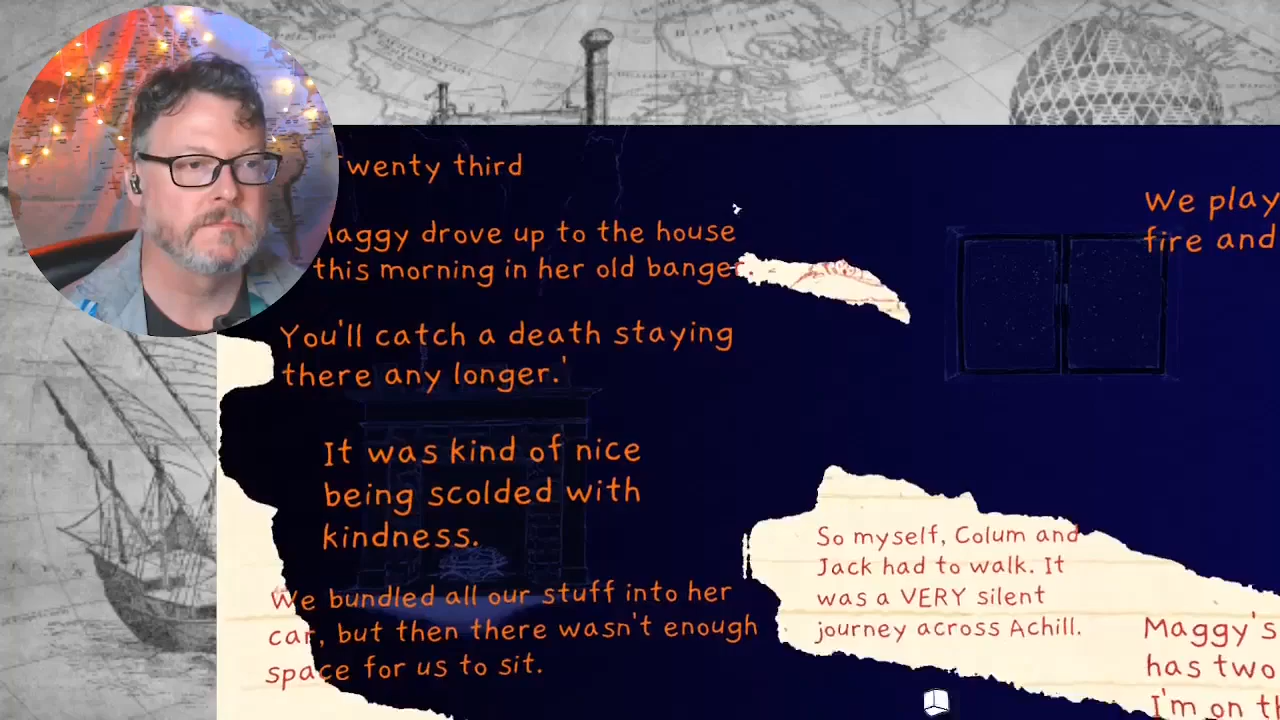 wenty third
aggy drove up to the house
this morning in her old banger.
You'll catch a death staying
there any longer.'
It was kind of nice
being scolded with
kindness.
We bundled all our stuff into her
car, but then there wasn't enough
space for us to sit.
So myself, Colum and
Jack had to walk. It
was a VERY silent
journey across Achill.
We play
fire and
Maggy's
has two
I'm on th